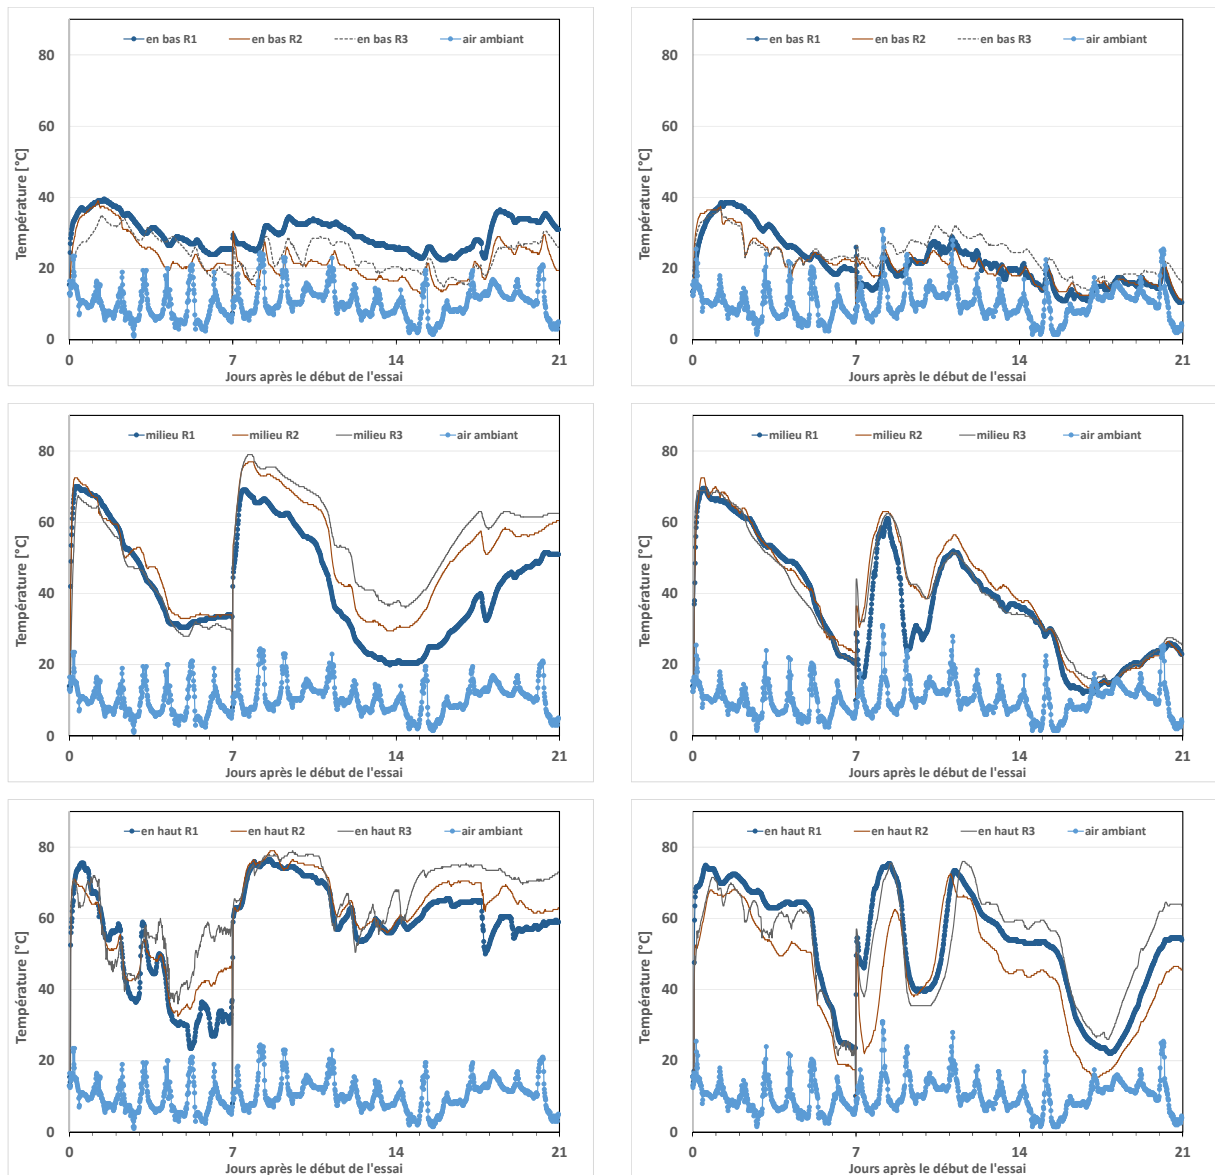 en bas R1 en bas R2 en bas R3 air ambiant
80
60
40
20
0
0 7 14 21
Température [°C]
Jours après le début de l'essai
en bas R1 en bas R2 en bas R3 air ambiant
80
60
40
20
0
0 7 14 21
Température [°C]
Jours après le début de l'essai
milieu R1 milieu R2 milieu R3 air ambiant
80
60
40
20
0
0 7 14 21
Température [°C]
Jours après le début de l'essai
milieu R1 milieu R2 milieu R3 air ambiant
80
60
40
20
0
0 7 14 21
Température [°C]
Jours après le début de l'essai
en haut R1 en haut R2 en haut R3 air ambiant
80
60
40
20
0
0 7 14 21
Température [°C]
Jours après le début de l'essai
en haut R1 en haut R2 en haut R3 air ambiant
80
60
40
20
0
0 7 14 21
Température [°C]
Jours après le début de l'essai